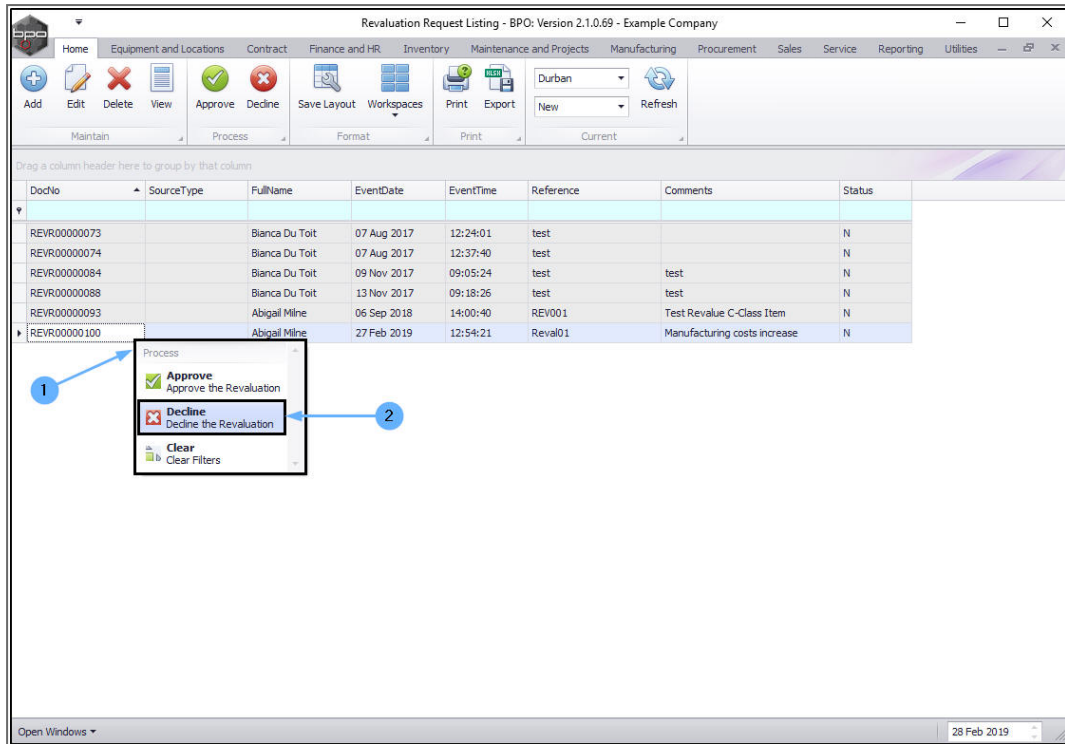 bpo
Revaluation Request Listing - BPO: Version 2.1.0.69 - Example Company
Home Equipment and Locations Contract Finance and HR Inventory Maintenance and Projects Manufacturing Procurement Sales Service Reporting Utilities
Add Edit Delete View Approve Decline Save Layout Workspaces Print Export Durban New Refresh
Maintain Process Format Print Current
Drag a column header here to group by that column
DocNo SourceType FullName EventDate EventTime Reference Comments Status
REVR00000073 Bianca Du Toit 07 Aug 2017 12:24:01 test N
REVR00000074 Bianca Du Toit 07 Aug 2017 12:37:40 test N
REVR00000084 Bianca Du Toit 09 Nov 2017 09:05:24 test test N
REVR00000088 Bianca Du Toit 13 Nov 2017 09:18:26 test test N
REVR00000093 Abigail Milne 06 Sep 2018 14:00:40 REV001 Test Revalue C-Class Item N
REVR00000100 Abigail Milne 27 Feb 2019 12:54:21 Reval01 Manufacturing costs increase N
Process
1
Approve
Approve the Revaluation
Decline
2
Decline the Revaluation
Clear
Clear Filters
Open Windows 28 Feb 2019